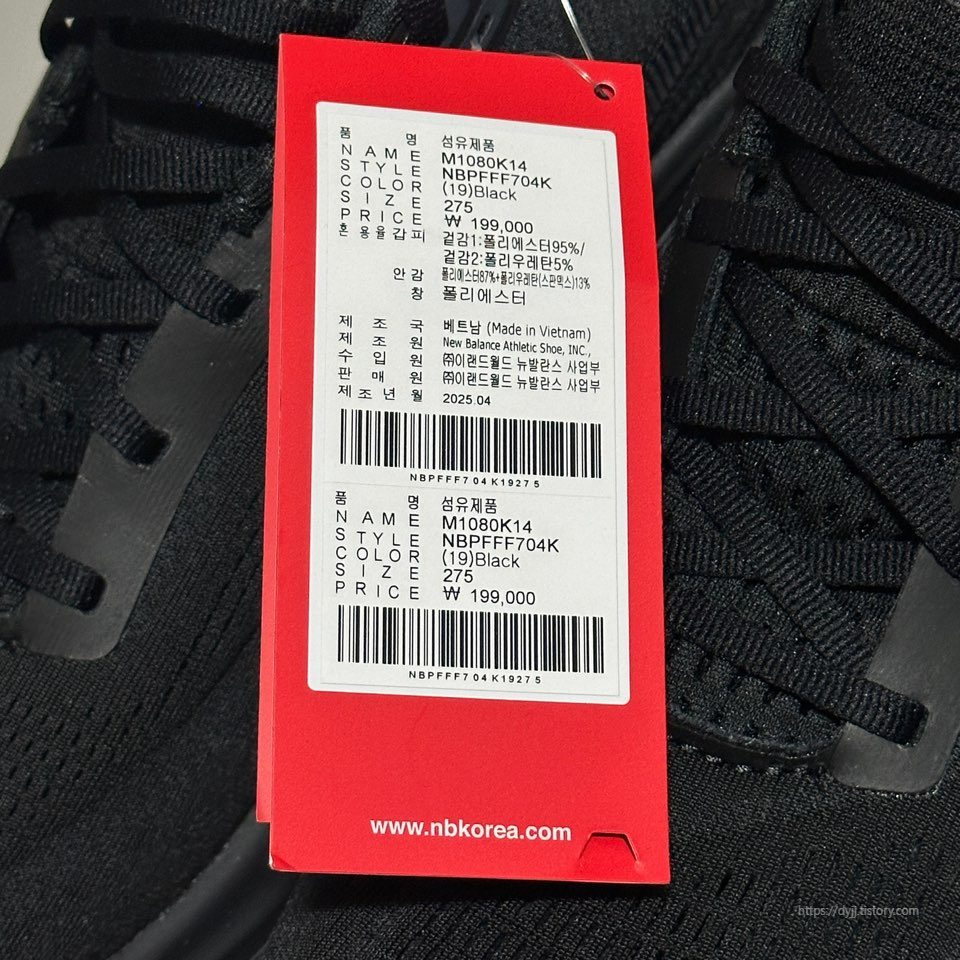 품 명 섬유제품
NAME M1080K14
STYLE NBPFFF704K
COLOR (19)Black
SIZE 275
PRICE ₩ 199,000
혼용율갑피 겉감1:폴리에스터95%/
겉감2:폴리우레탄5%
안감 폴리에스터87%+폴리우레탄(스판덱스)13%
창 폴리에스터
제조국 베트남 (Made in Vietnam)
제조원 New Balance Athletic Shoe, INC.,
수입원 ㈜이랜드월드 뉴발란스 사업부
판매원 ㈜이랜드월드 뉴발란스 사업부
제조년월 2025.04
NBPFFF704K19275
품 명 섬유제품
NAME M1080K14
STYLE NBPFFF704K
COLOR (19)Black
SIZE 275
PRICE ₩ 199,000
NBPFFF704K19275
www.nbkorea.com
https://dyjj.tistory.com